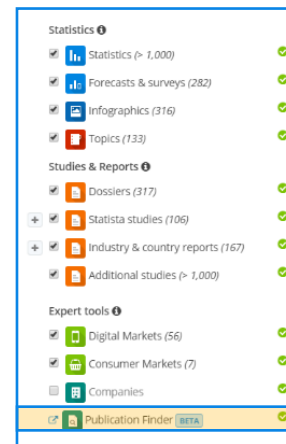 Statistics
Statistics (> 1,000)
Forecasts & surveys (282)
Infographics (316)
Topics (133)
Studies & Reports
Dossiers (317)
Statista studies (106)
Industry & country reports (167)
Additional studies (> 1,000)
Expert tools
Digital Markets (56)
Consumer Markets (7)
Companies
Publication Finder BETA